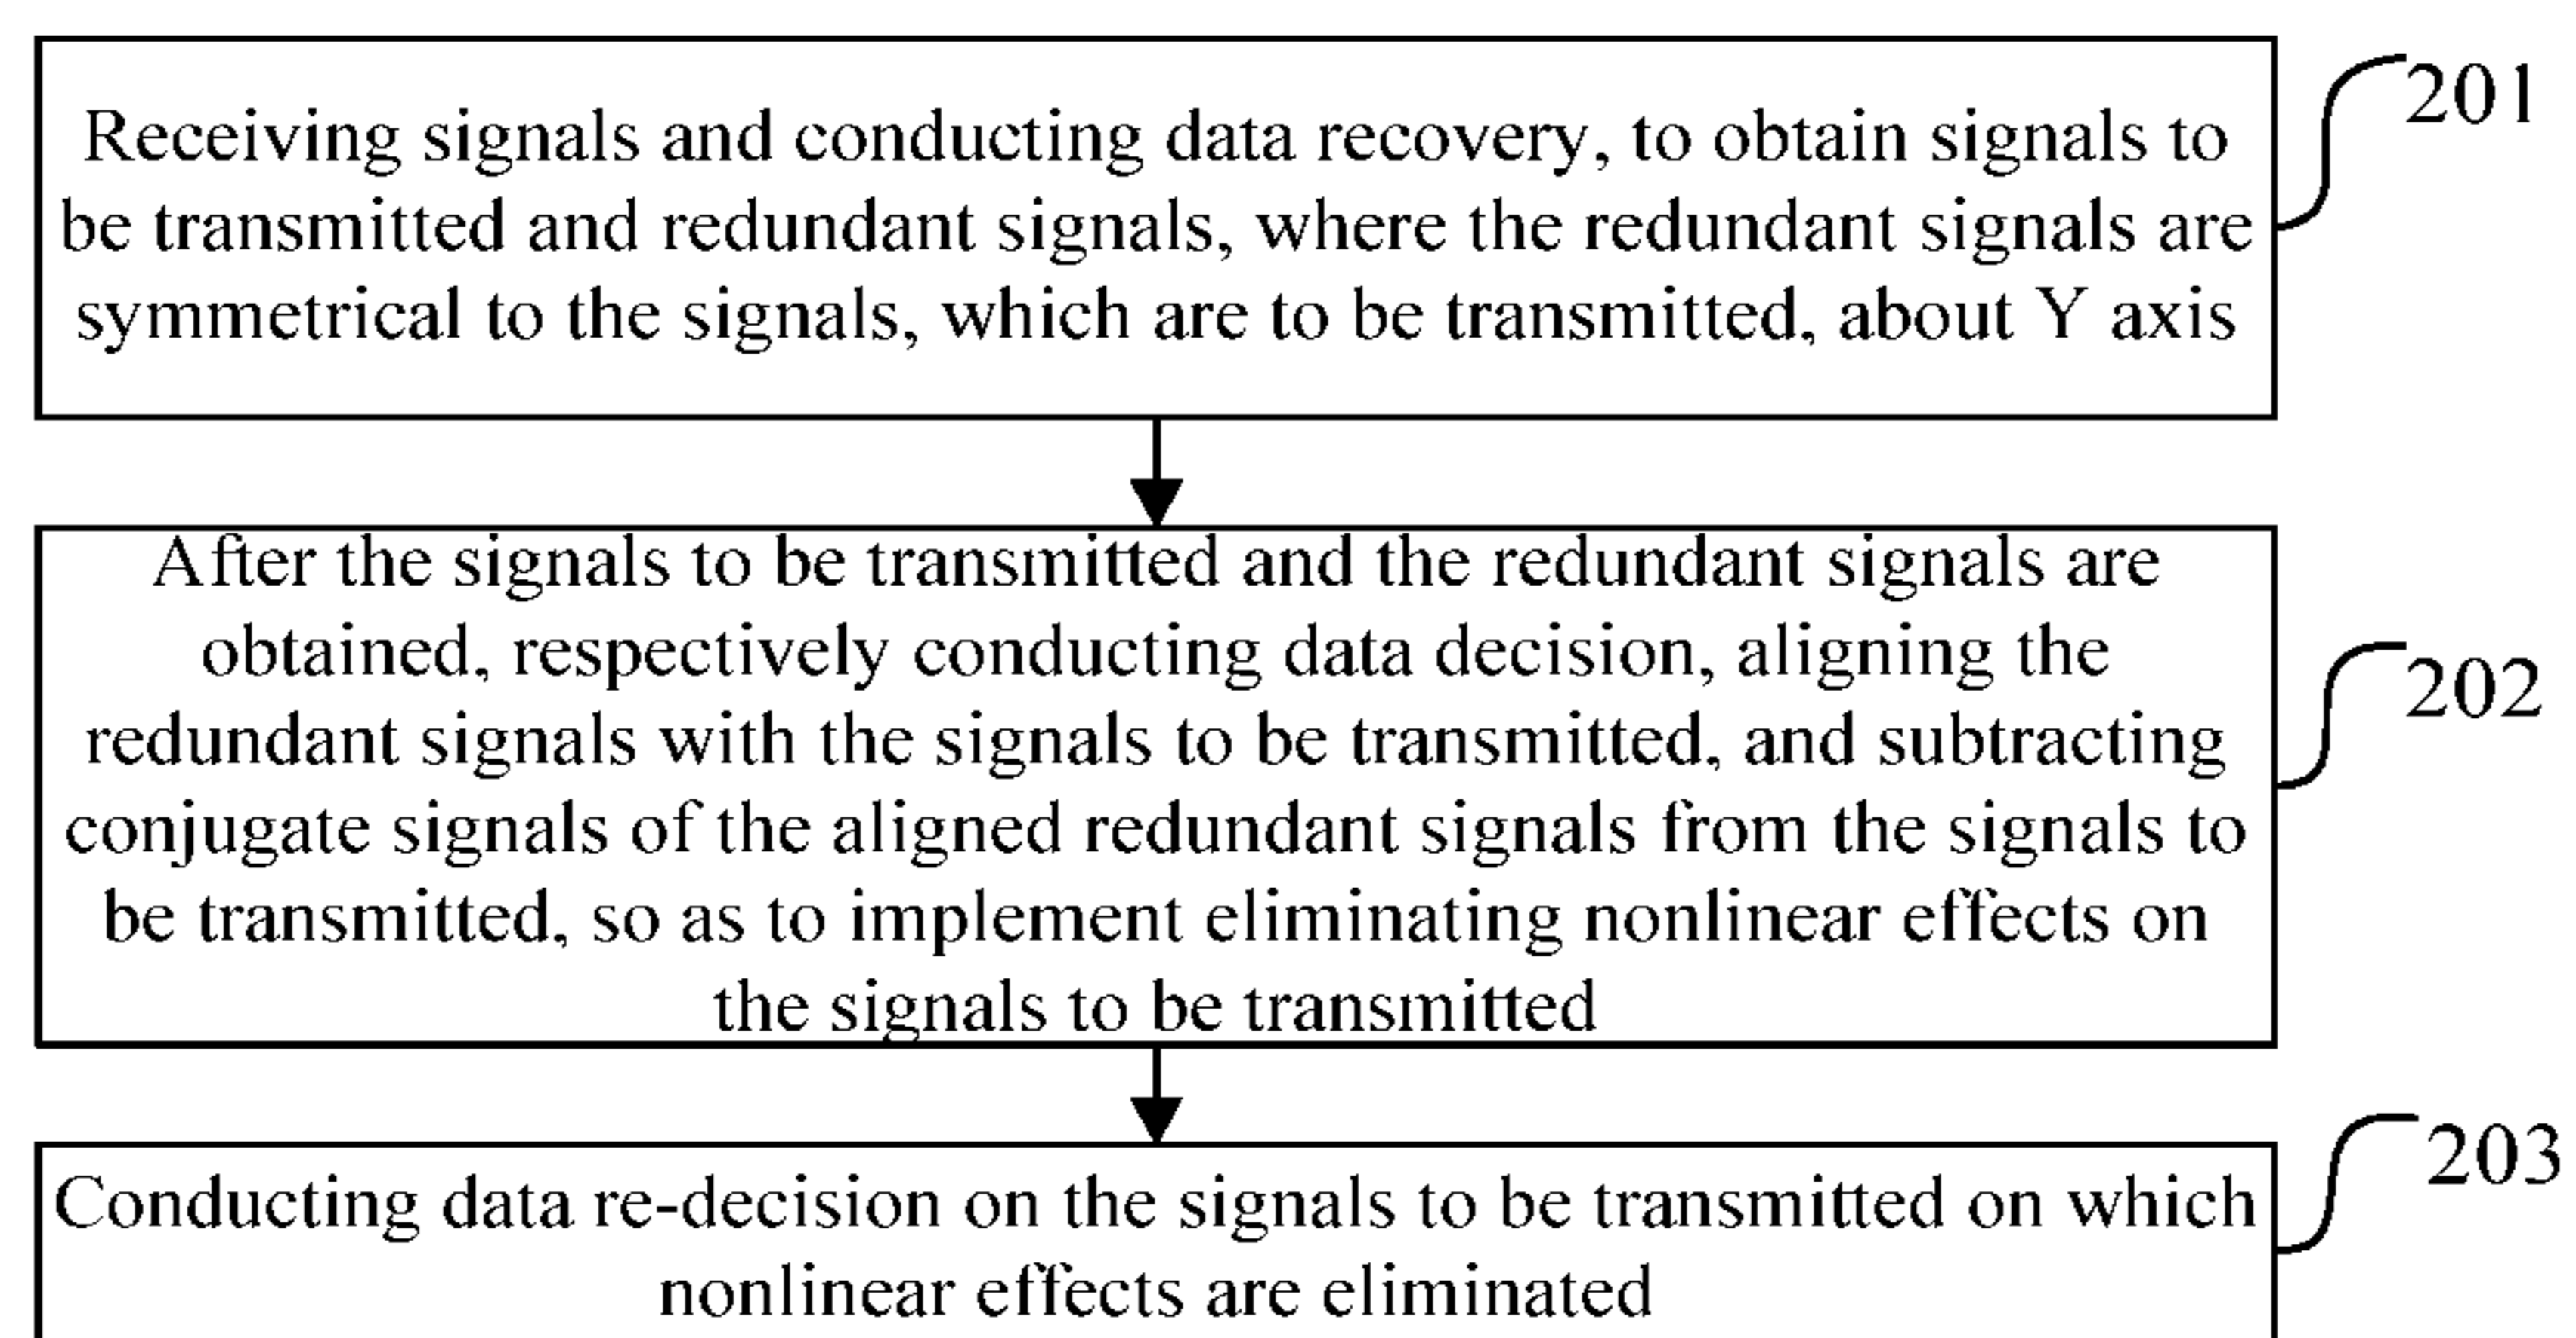 Receiving signals and conducting data recovery, to obtain signals to
be transmitted and redundant signals, where the redundant signals are
symmetrical to the signals, which are to be transmitted, about Y axis
201
After the signals to be transmitted and the redundant signals are
obtained, respectively conducting data decision, aligning the
redundant signals with the signals to be transmitted, and subtracting
conjugate signals of the aligned redundant signals from the signals to
be transmitted, so as to implement eliminating nonlinear effects on
the signals to be transmitted
202
Conducting data re-decision on the signals to be transmitted on which
nonlinear effects are eliminated
203